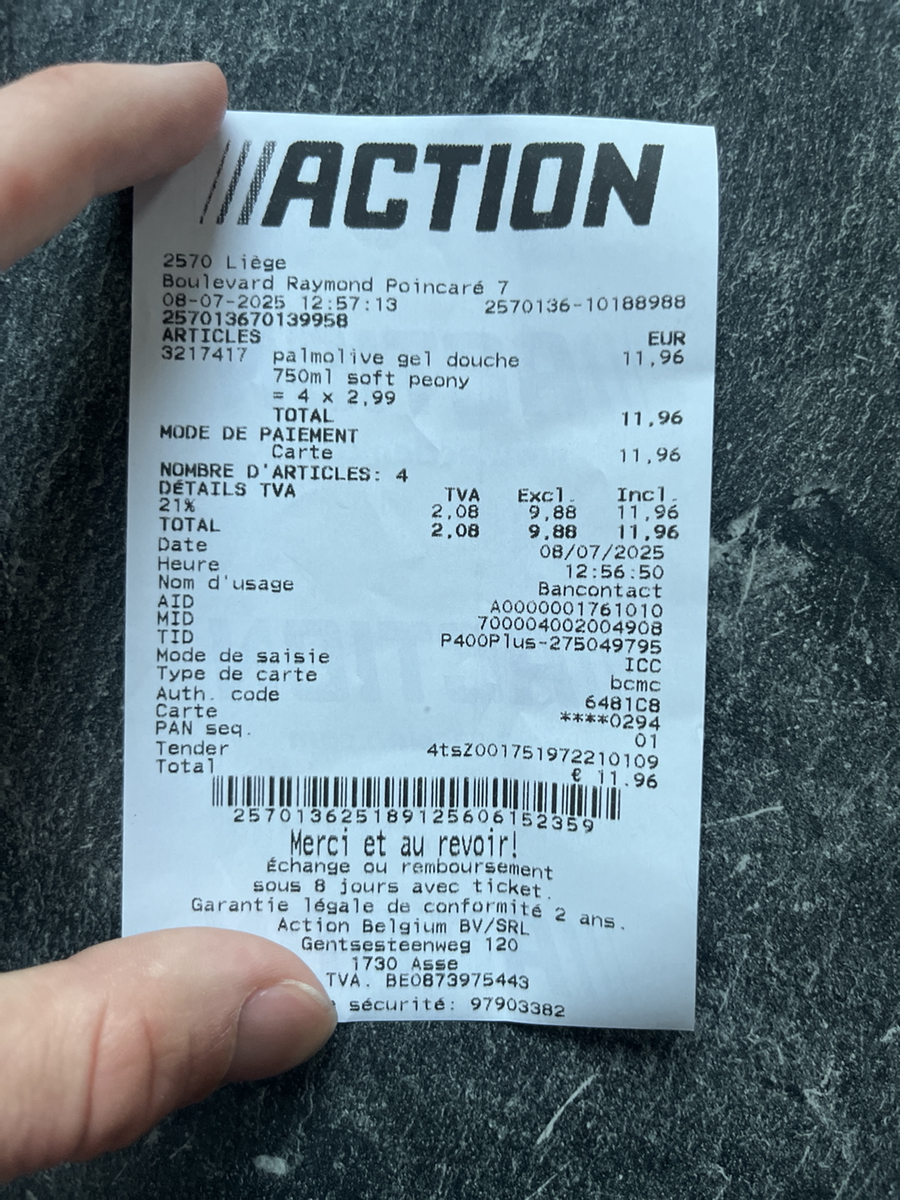 ACTION
2570 Liège
Boulevard Raymond Poincaré 7
08-07-2025 12:57:13 2570136-10188988
257013670139958
ARTICLES EUR
3217417 palmolive gel douche 11,96
750ml soft peony
= 4 x 2,99
TOTAL 11,96
MODE DE PAIEMENT
Carte 11,96
NOMBRE D'ARTICLES: 4
DÉTAILS TVA TVA Excl. Incl.
21% 2,08 9,88 11,96
TOTAL 2,08 9,88 11,96
Date 08/07/2025
Heure 12:56:50
Nom d'usage Bancontact
AID A0000001761010
MID 700004002004908
TID P400Plus-275049795
Mode de saisie ICC
Type de carte bcmc
Auth. code 6481C8
Carte ****0294
PAN seq. 01
Tender 4tsZ001751972210109
Total € 11.96
257013625189125606152359
Merci et au revoir!
Échange ou remboursement
sous 8 jours avec ticket.
Garantie légale de conformité 2 ans.
Action Belgium BV/SRL
Gentsesteenweg 120
1730 Asse
TVA. BE0873975443
sécurité: 97903382